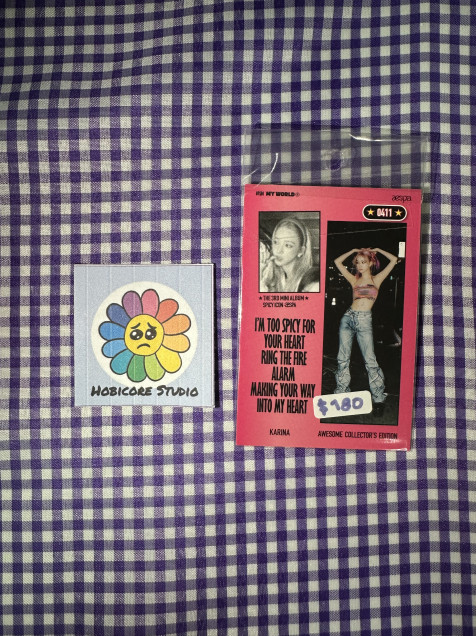 MY WORLD
aespa
★ 0411 ★
★ THE 3RD MINI ALBUM ★
I'M TOO SPICY FOR
YOUR HEART
RING THE FIRE
ALARM
MAKING YOUR WAY
INTO MY HEART
$180
KARINA
AWESOME COLLECTOR'S EDITION
HOBICORE STUDIO